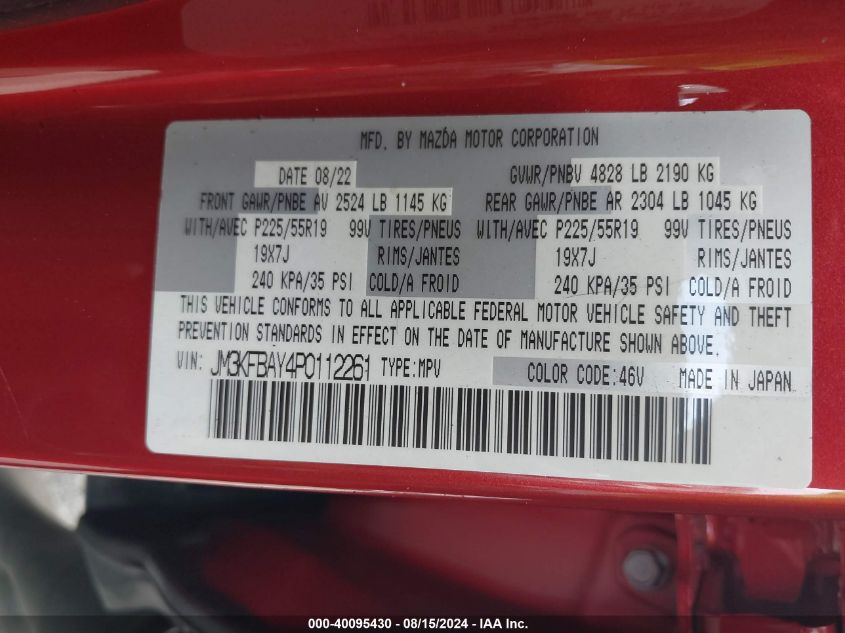 MFD. BY MAZDA MOTOR CORPORATION
DATE 08/22 GVWR/PNBV 4828 LB 2190 KG
FRONT GAWR/PNBE AV 2524 LB 1145 KG REAR GAWR/PNBE AR 2304 LB 1045 KG
WITH/AVEC P225/55R19 99V TIRES/PNEUS WITH/AVEC P225/55R19 99V TIRES/PNEUS
19X7J RIMS/JANTES 19X7J RIMS/JANTES
240 KPA/35 PSI COLD/A FROID 240 KPA/35 PSI COLD/A FROID
THIS VEHICLE CONFORMS TO ALL APPLICABLE FEDERAL MOTOR VEHICLE SAFETY AND THEFT
PREVENTION STANDARDS IN EFFECT ON THE DATE OF MANUFACTURE SHOWN ABOVE.
VIN: JM3KFBAY4P0112261 TYPE:MPV COLOR CODE:46V MADE IN JAPAN
000-40095430 - 08/15/2024 - IAA Inc.